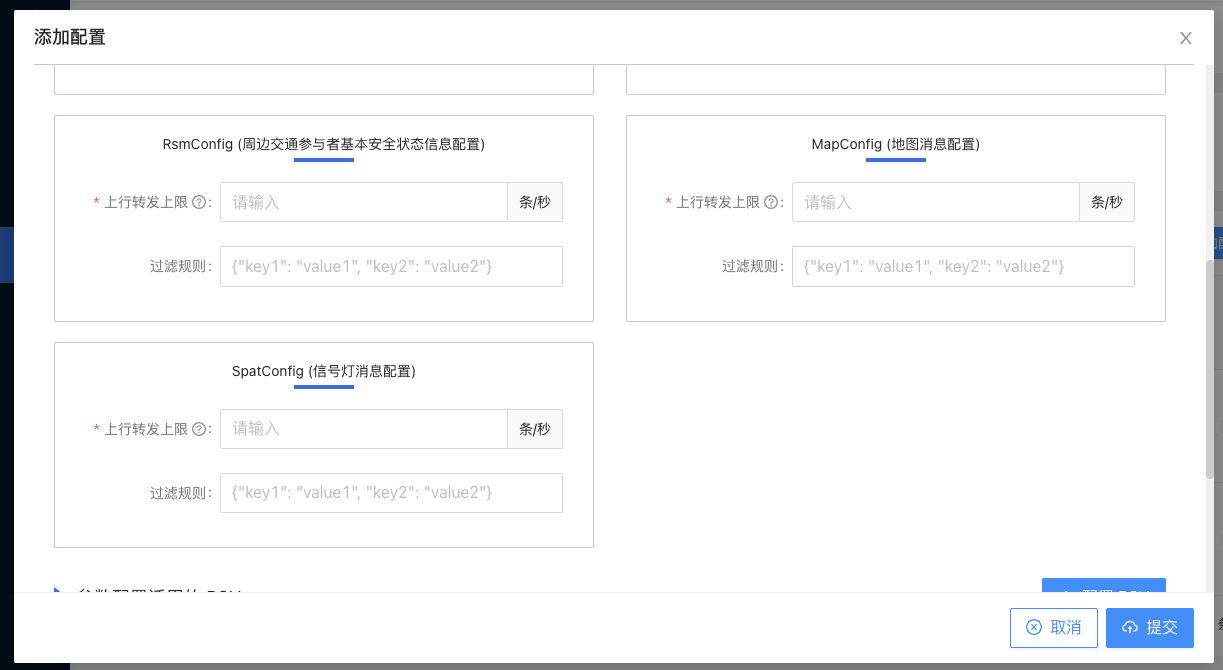 添加配置
RsmConfig (周边交通参与者基本安全状态信息配置)
* 上行转发上限 ? : 请输入 条/秒
过滤规则 : {"key1": "value1", "key2": "value2"}
MapConfig (地图消息配置)
* 上行转发上限 ? : 请输入 条/秒
过滤规则 : {"key1": "value1", "key2": "value2"}
SpatConfig (信号灯消息配置)
* 上行转发上限 ? : 请输入 条/秒
过滤规则 : {"key1": "value1", "key2": "value2"}
取消
提交